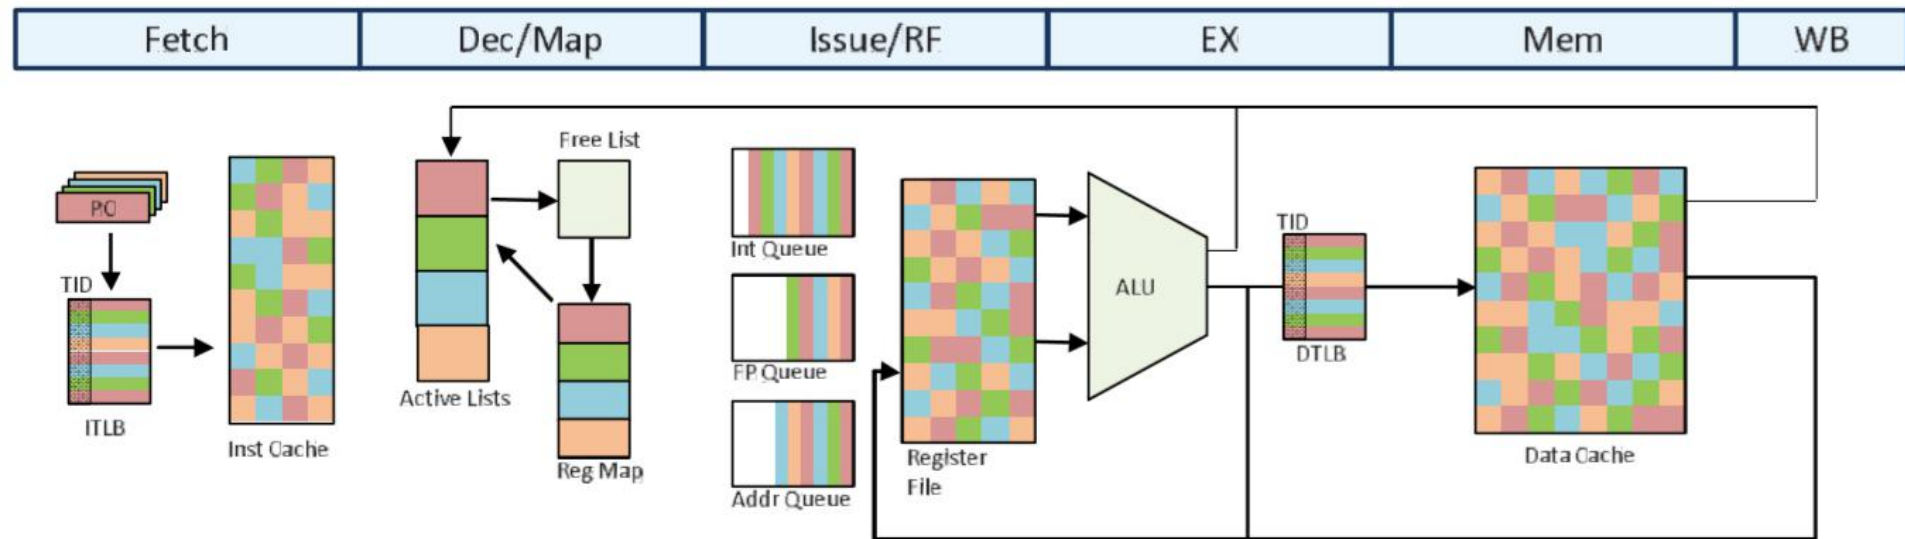 Fetch
Dec/Map
Issue/RF
EX
Mem
WB
PC
TID
ITLB
Inst Cache
Active Lists
Free List
Reg Map
Int Queue
FP Queue
Addr Queue
Register
File
ALU
TID
DTLB
Data Cache